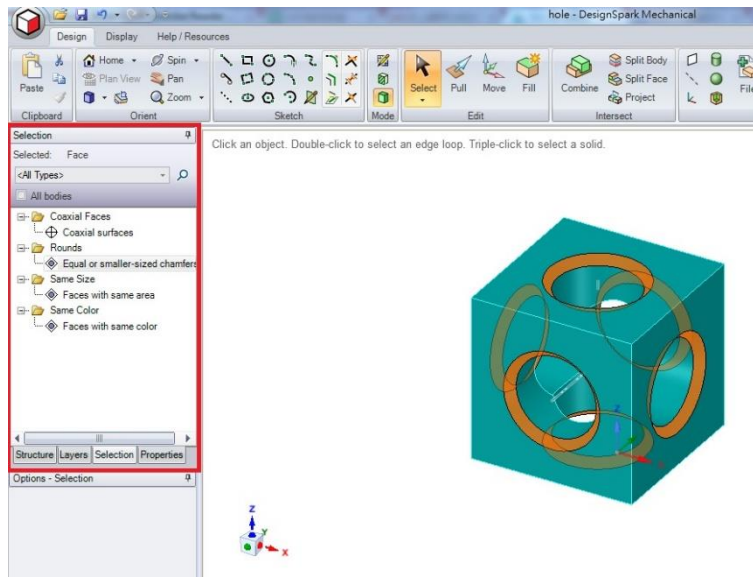 hole - DesignSpark Mechanical
Design Display Help / Resources
Paste
Home
Spin
Plan View
Pan
Zoom
Select
Pull
Move
Fill
Combine
Split Body
Split Face
Project
File
Clipboard
Orient
Sketch
Mode
Edit
Intersect
Selection
Selected: Face
<All Types>
All bodies
Coaxial Faces
Coaxial surfaces
Rounds
Equal or smaller-sized chamfers
Same Size
Faces with same area
Same Color
Faces with same color
Structure Layers Selection Properties
Options - Selection
Click an object. Double-click to select an edge loop. Triple-click to select a solid.
Z
Z
Y
X